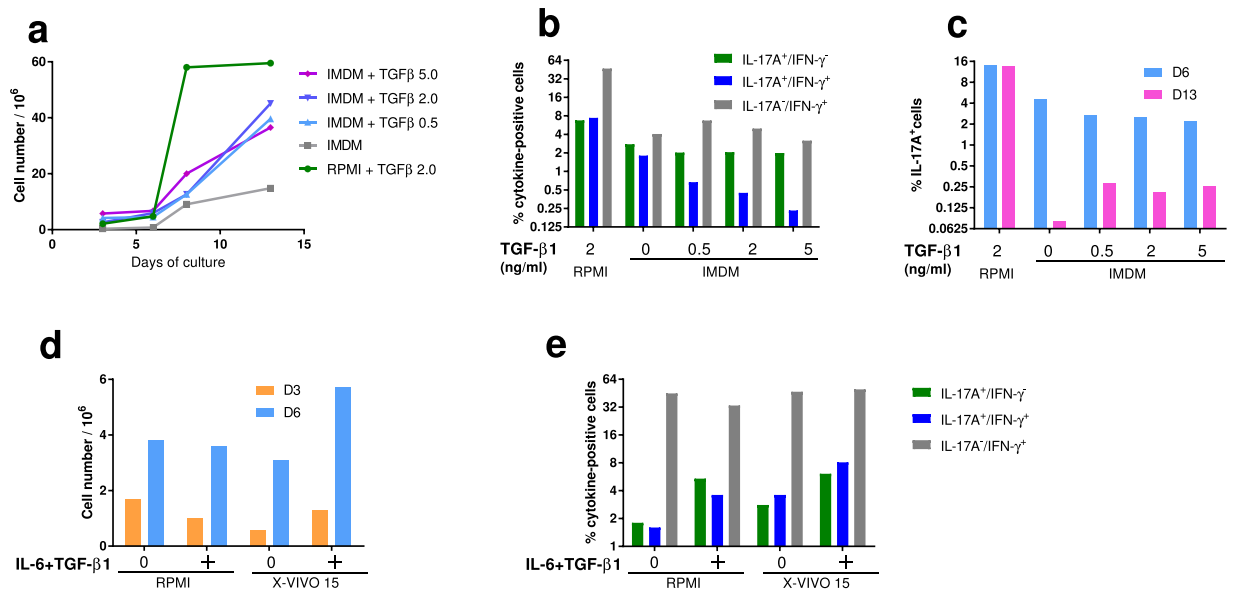 a
60
40
20
0
0
5
10
15
Cell number / 10⁶
Days of culture
IMDM + TGFβ 5.0
IMDM + TGFβ 2.0
IMDM + TGFβ 0.5
IMDM
RPMI + TGFβ 2.0
b
64
32
16
8
4
2
1
0.5
0.25
0.125
% cytokine-positive cells
IL-17A⁺/IFN-γ⁻
IL-17A⁺/IFN-γ⁺
IL-17A⁻/IFN-γ⁺
TGF-β1 2 0 0.5 2 5
(ng/ml) RPMI IMDM
c
16
8
4
2
0.5
0.25
0.125
0.0625
% IL-17A⁺cells
D6
D13
TGF-β1 2 0 0.5 2 5
(ng/ml) RPMI IMDM
d
6
4
2
0
Cell number / 10⁶
D3
D6
IL-6+TGF-β1 0 + 0 +
RPMI X-VIVO 15
e
64
32
16
8
4
2
1
% cytokine-positive cells
0 + 0 +
RPMI X-VIVO 15
IL-17A⁺/IFN-γ⁻
IL-17A⁺/IFN-γ⁺
IL-17A⁻/IFN-γ⁺
IL-6+TGF-β1